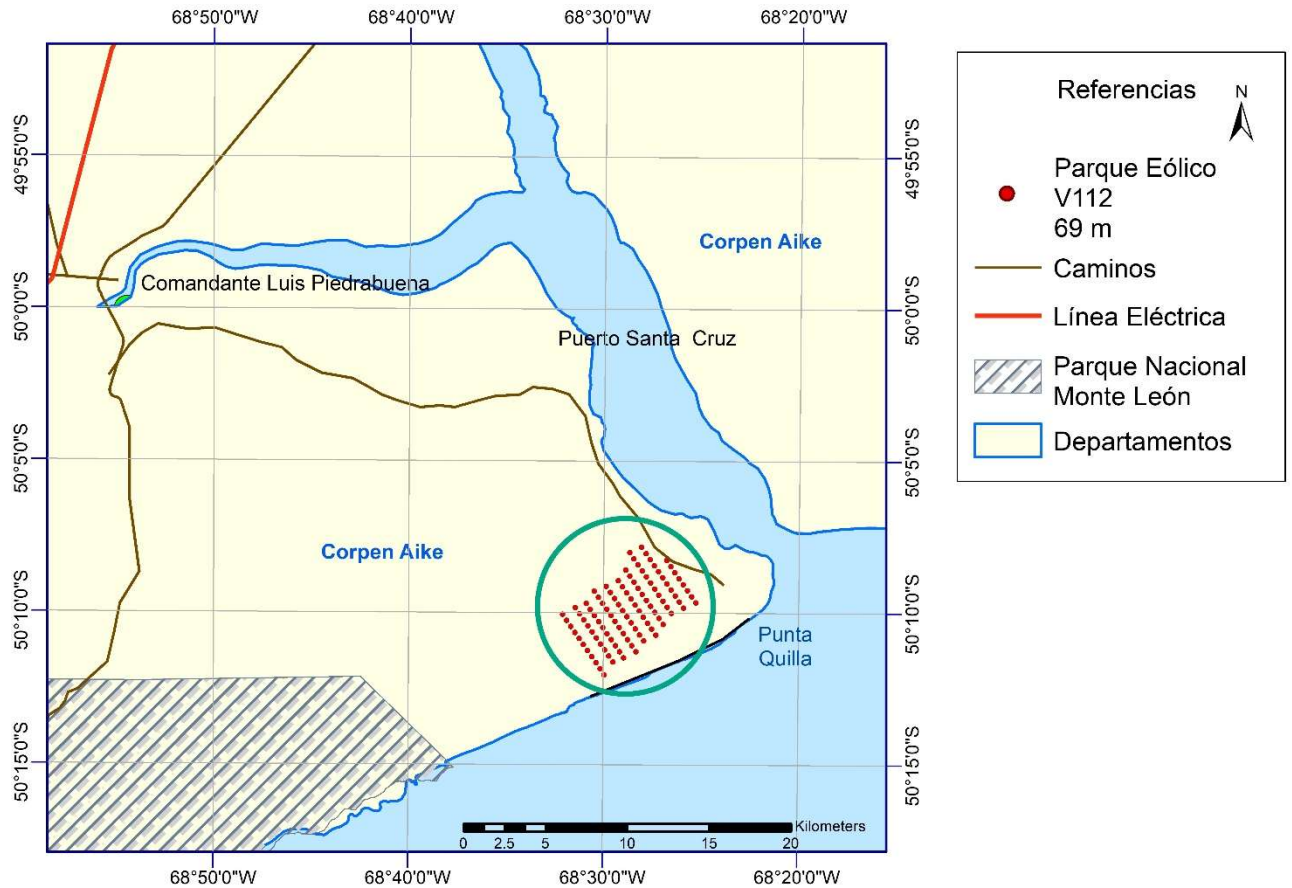 68°50'0"W 68°40'0"W 68°30'0"W 68°20'0"W
49°55'0"S 49°55'0"S
50°0'0"S 50°0'0"S
50°5'0"S 50°5'0"S
50°10'0"S 50°10'0"S
50°15'0"S 50°15'0"S
Corpen Aike
Comandante Luis Piedrabuena
Puerto Santa Cruz
Corpen Aike
Punta
Quilla
Kilometers
0 2.5 5 10 15 20
68°50'0"W 68°40'0"W 68°30'0"W 68°20'0"W
Referencias
N
Parque Eólico
V112
69 m
Caminos
Línea Eléctrica
Parque Nacional
Monte León
Departamentos